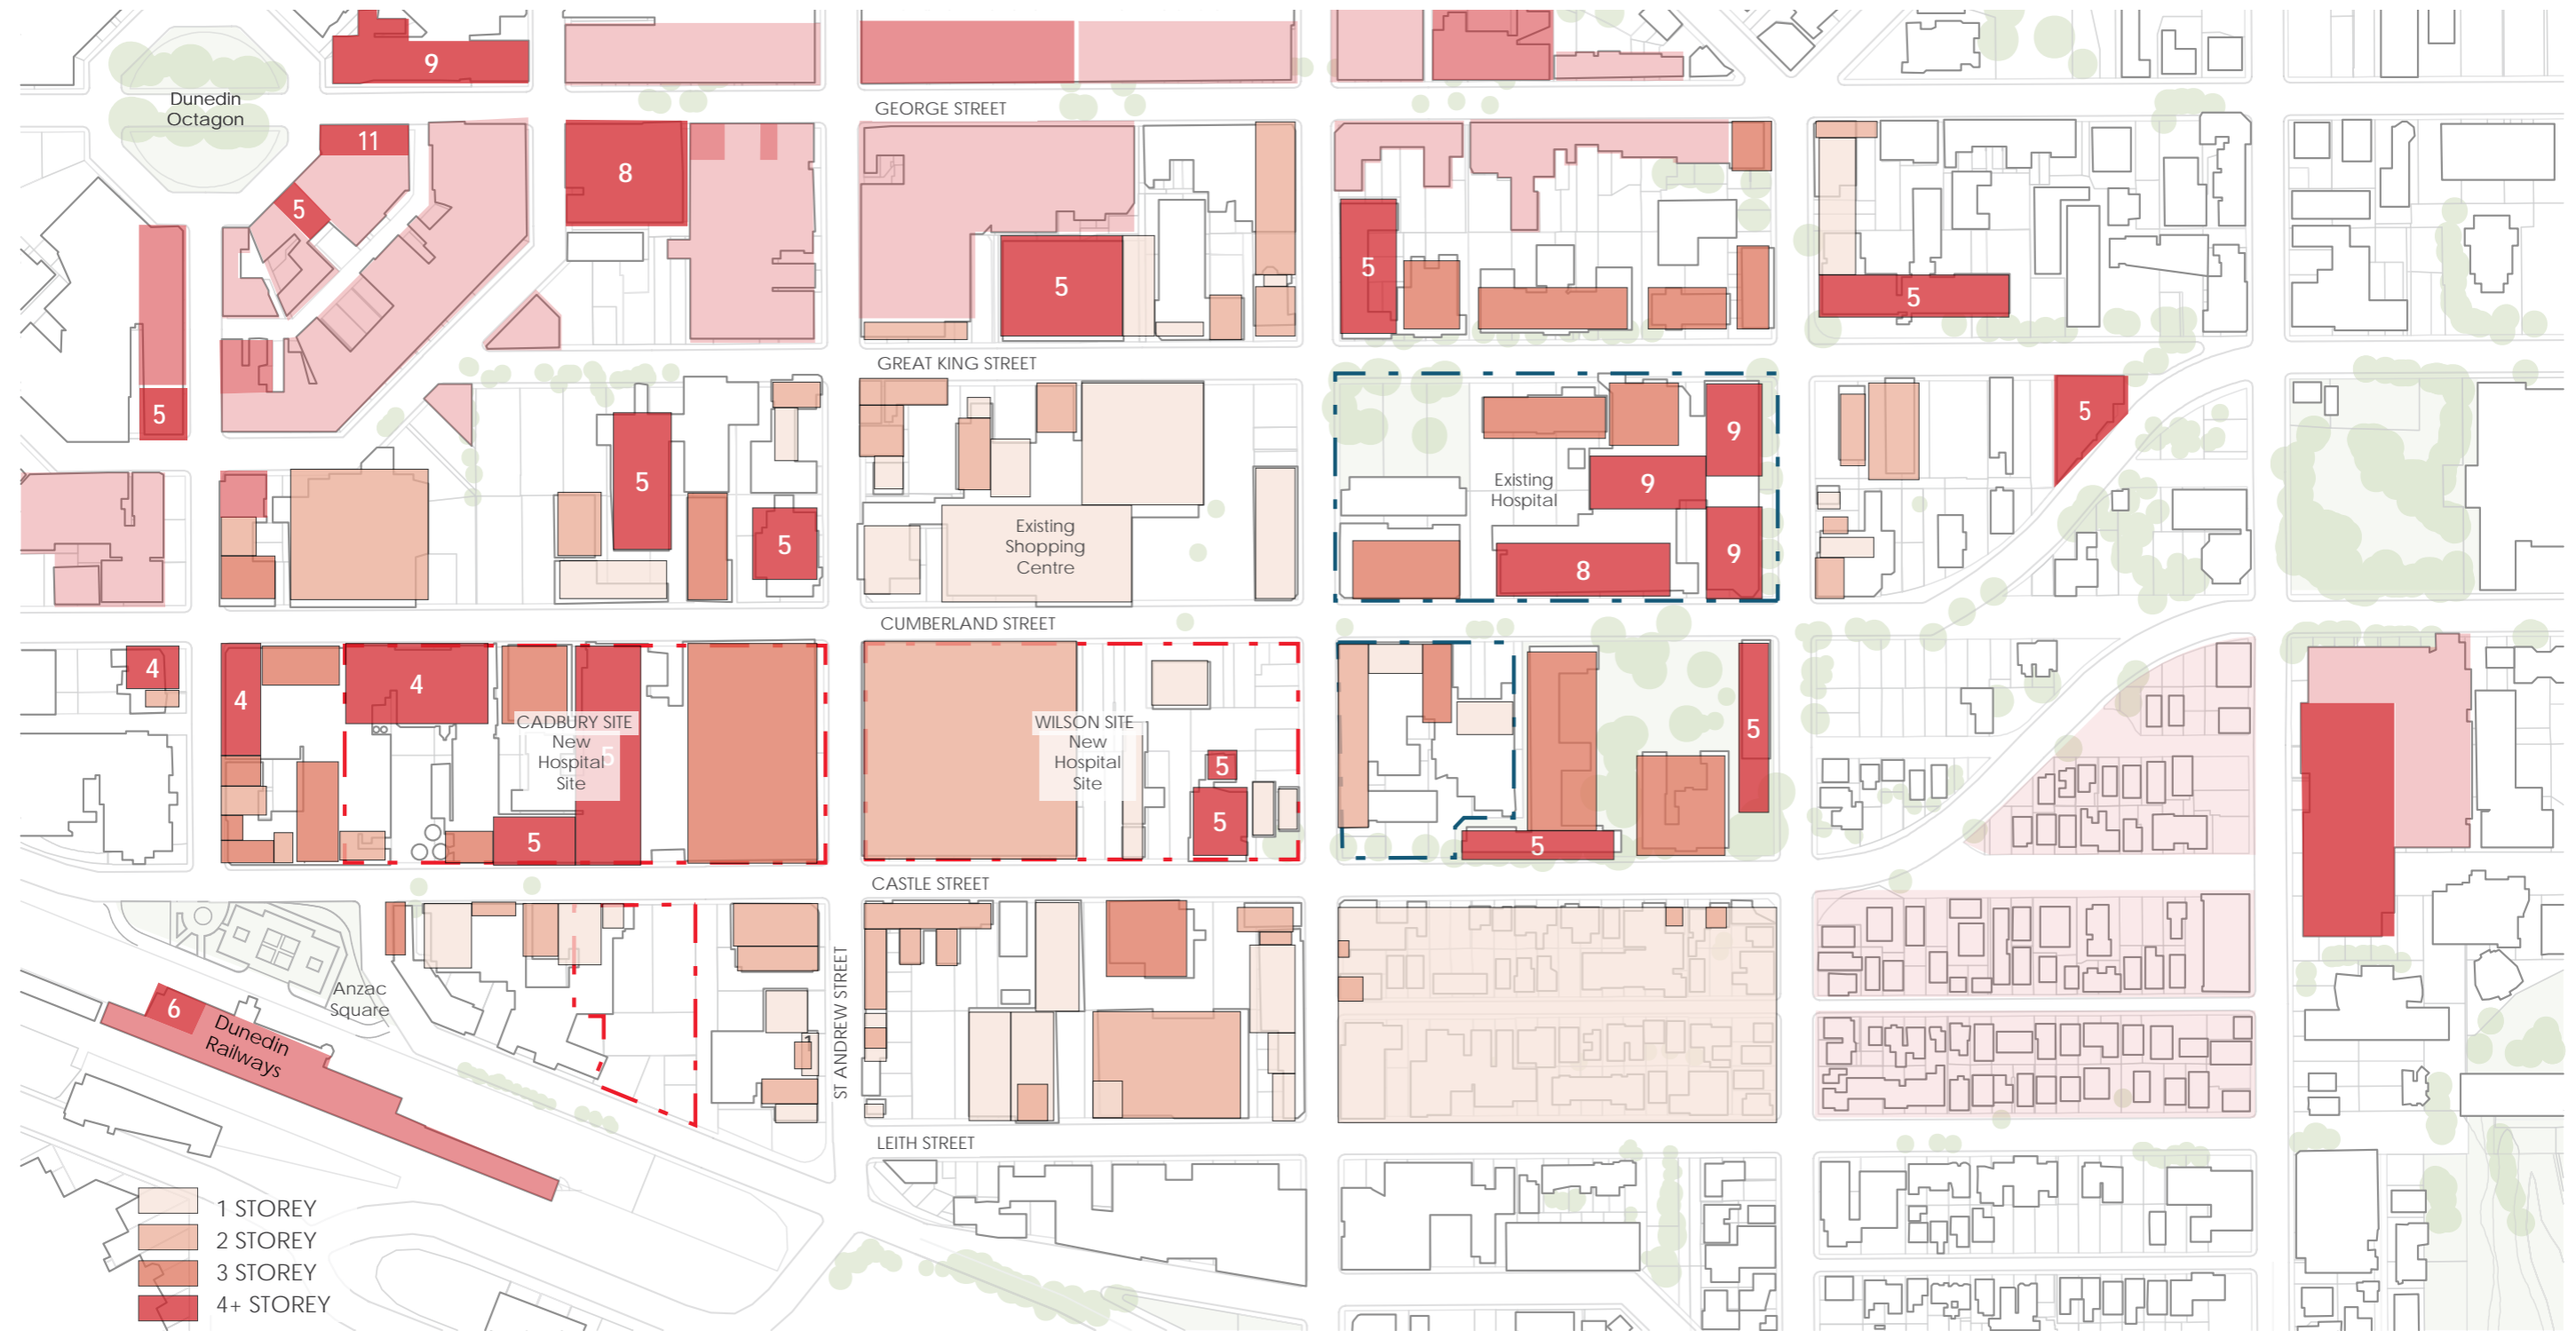 9
Dunedin
Octagon
GEORGE STREET
11
8
5
5
5
5
GREAT KING STREET
5
5
5
9
5
Existing
Hospital
9
5
Existing
Shopping
Centre
9
8
CUMBERLAND STREET
4
4
4
CADBURY SITE
New
Hospital
Site
5
WILSON SITE
New
Hospital
Site
5
5
5
5
5
CASTLE STREET
Anzac
Square
6
Dunedin
Railways
1
ST ANDREW STREET
LEITH STREET
1 STOREY
2 STOREY
3 STOREY
4+ STOREY